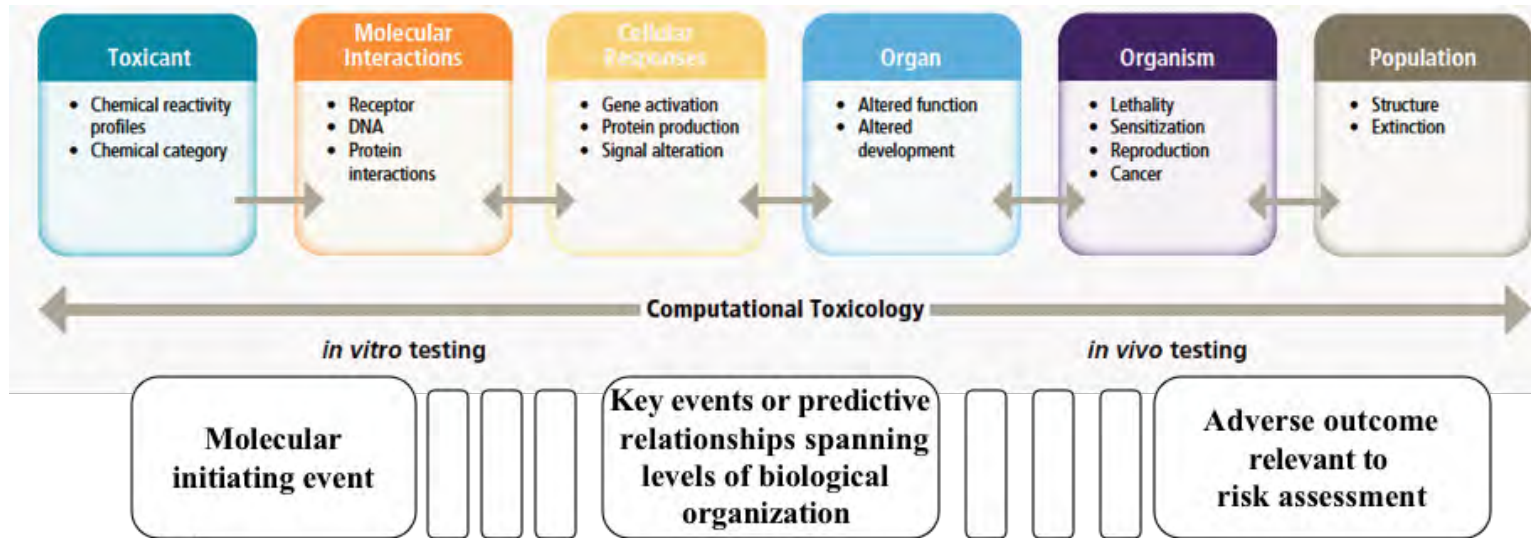 Toxicant
• Chemical reactivity
profiles
• Chemical category
Molecular
Interactions
• Receptor
• DNA
• Protein
interactions
Cellular
Responses
• Gene activation
• Protein production
• Signal alteration
Organ
• Altered function
• Altered
development
Organism
• Lethality
• Sensitization
• Reproduction
• Cancer
Population
• Structure
• Extinction
Computational Toxicology
in vitro testing
in vivo testing
Molecular
initiating event
Key events or predictive
relationships spanning
levels of biological
organization
Adverse outcome
relevant to
risk assessment